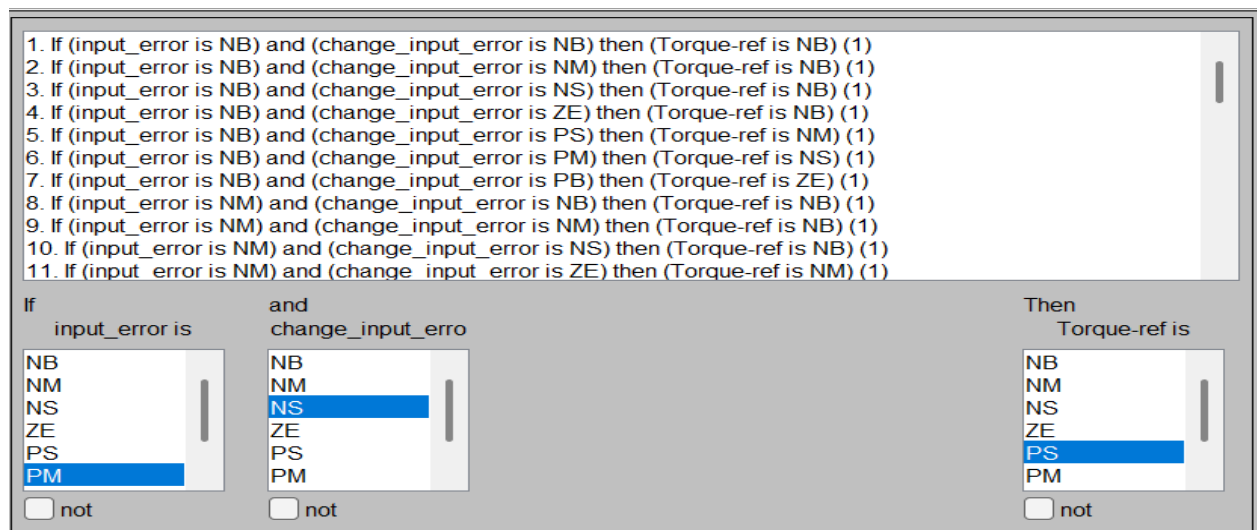 1. If (input_error is NB) and (change_input_error is NB) then (Torque-ref is NB) (1)
2. If (input_error is NB) and (change_input_error is NM) then (Torque-ref is NB) (1)
3. If (input_error is NB) and (change_input_error is NS) then (Torque-ref is NB) (1)
4. If (input_error is NB) and (change_input_error is ZE) then (Torque-ref is NB) (1)
5. If (input_error is NB) and (change_input_error is PS) then (Torque-ref is NM) (1)
6. If (input_error is NB) and (change_input_error is PM) then (Torque-ref is NS) (1)
7. If (input_error is NB) and (change_input_error is PB) then (Torque-ref is ZE) (1)
8. If (input_error is NM) and (change_input_error is NB) then (Torque-ref is NB) (1)
9. If (input_error is NM) and (change_input_error is NM) then (Torque-ref is NB) (1)
10. If (input_error is NM) and (change_input_error is NS) then (Torque-ref is NB) (1)
11. If (input_error is NM) and (change_input_error is ZE) then (Torque-ref is NM) (1)
If
input_error is
NB
NM
NS
ZE
PS
PM
not
and
change_input_erro
NB
NM
NS
ZE
PS
PM
not
Then
Torque-ref is
NB
NM
NS
ZE
PS
PM
not